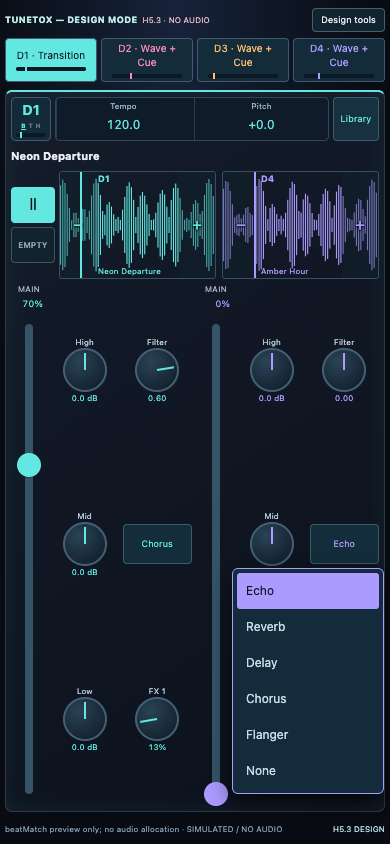 TUNETOX – DESIGN MODE H5.3 · NO AUDIO
Design tools
D1 · Transition
D2 · Wave + Cue
D3 · Wave + Cue
D4 · Wave + Cue
D1
B T H
Tempo
120.0
Pitch
+0.0
Library
Neon Departure
EMPTY
D1
− +
Neon Departure
D4
− +
Amber Hour
MAIN
70%
MAIN
0%
High
0.0 dB
Filter
0.60
High
0.0 dB
Filter
0.00
Mid
0.0 dB
Chorus
Mid
Echo
Echo
Reverb
Delay
Chorus
Flanger
None
Low
0.0 dB
FX 1
13%
beatMatch preview only; no audio allocation · SIMULATED / NO AUDIO
H5.3 DESIGN